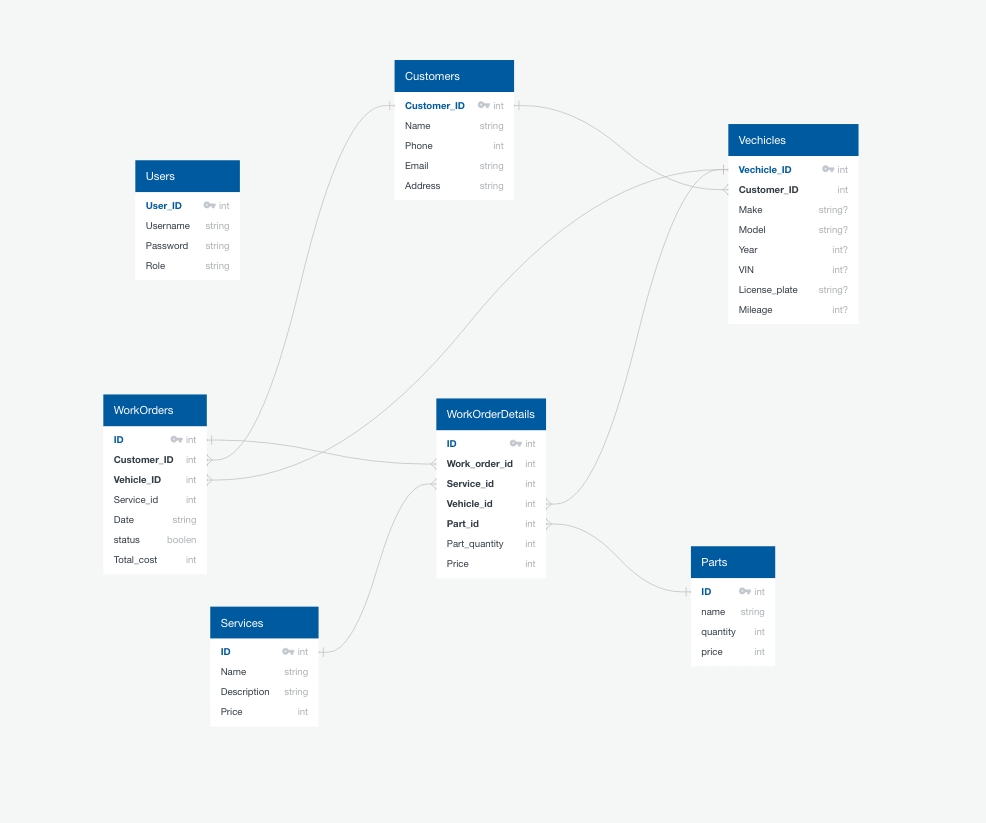 Customers
Customer_ID int
Name string
Phone int
Email string
Address string
Vechicles
Vechicle_ID int
Customer_ID int
Make string?
Model string?
Year int?
VIN int?
License_plate string?
Mileage int?
Users
User_ID int
Username string
Password string
Role string
WorkOrders
ID int
Customer_ID int
Vehicle_ID int
Service_id int
Date string
status boolen
Total_cost int
WorkOrderDetails
ID int
Work_order_id int
Service_id int
Vehicle_id int
Part_id int
Part_quantity int
Price int
Parts
ID int
name string
quantity int
price int
Services
ID int
Name string
Description string
Price int